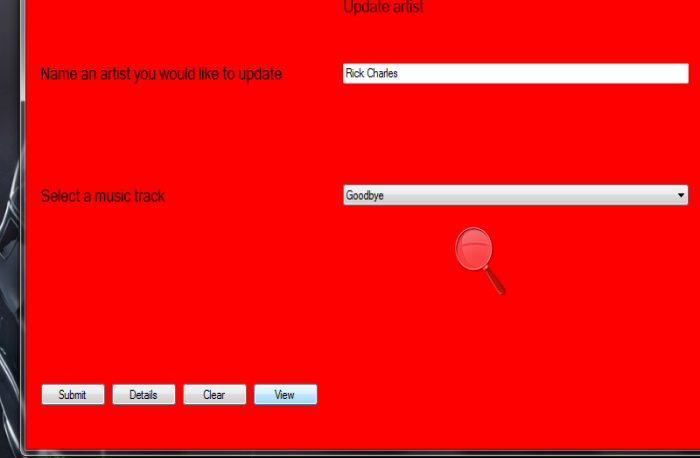 Update artist
Name an artist you would like to update
Rick Charles
Select a music track
Goodbye
Submit
Details
Clear
View